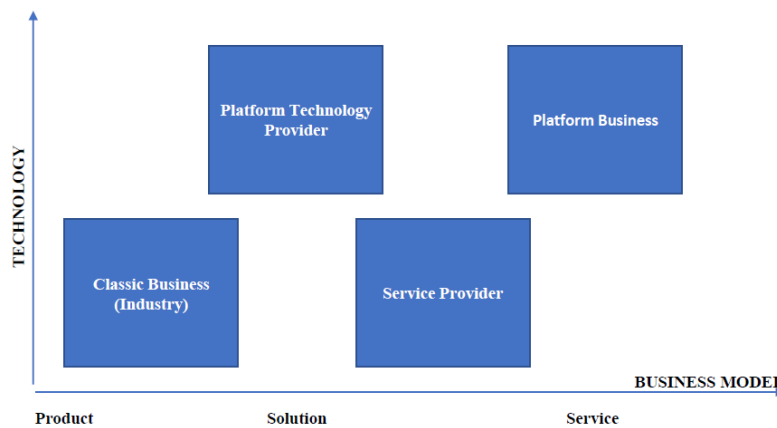 TECHNOLOGY
Platform Technology
Provider
Platform Business
Classic Business
(Industry)
Service Provider
BUSINESS MODEL
Product
Solution
Service